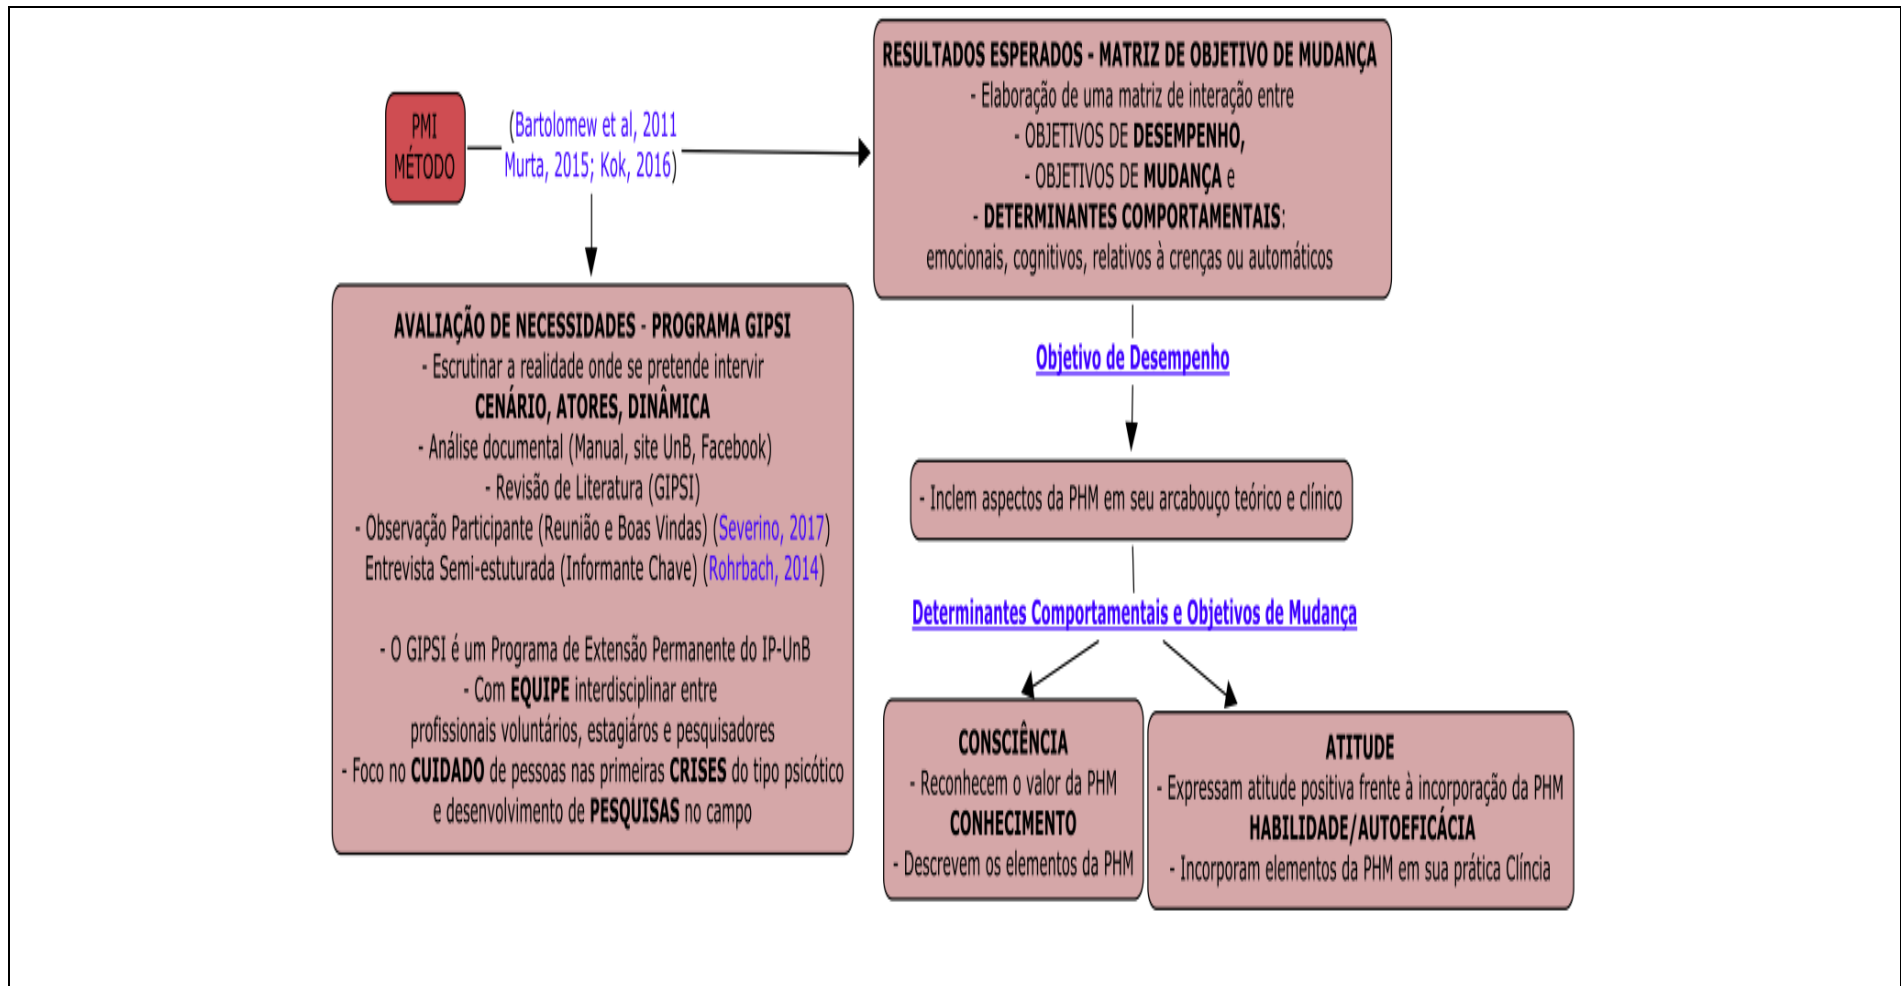 PMI
MÉTODO
(Bartolomew et al, 2011
Murta, 2015; Kok, 2016)
AVALIAÇÃO DE NECESSIDADES - PROGRAMA GIPSI
- Escrutinar a realidade onde se pretende intervir
CENÁRIO, ATORES, DINÂMICA
- Análise documental (Manual, site UnB, Facebook)
- Revisão de Literatura (GIPSI)
- Observação Participante (Reunião e Boas Vindas) (Severino, 2017)
Entrevista Semi-estuturada (Informante Chave) (Rohrbach, 2014)
- O GIPSI é um Programa de Extensão Permanente do IP-UnB
- Com EQUIPE interdisciplinar entre
profissionais voluntários, estagiáros e pesquisadores
- Foco no CUIDADO de pessoas nas primeiras CRISES do tipo psicótico
e desenvolvimento de PESQUISAS no campo
RESULTADOS ESPERADOS - MATRIZ DE OBJETIVO DE MUDANÇA
- Elaboração de uma matriz de interação entre
- OBJETIVOS DE DESEMPENHO,
- OBJETIVOS DE MUDANÇA e
- DETERMINANTES COMPORTAMENTAIS:
emocionais, cognitivos, relativos à crenças ou automáticos
Objetivo de Desempenho
- Inclem aspectos da PHM em seu arcabouço teórico e clínico
Determinantes Comportamentais e Objetivos de Mudança
CONSCIÊNCIA
- Reconhecem o valor da PHM
CONHECIMENTO
- Descrevem os elementos da PHM
ATITUDE
- Expressam atitude positiva frente à incorporação da PHM
HABILIDADE/AUTOEFICÁCIA
- Incorporam elementos da PHM em sua prática Clíncia